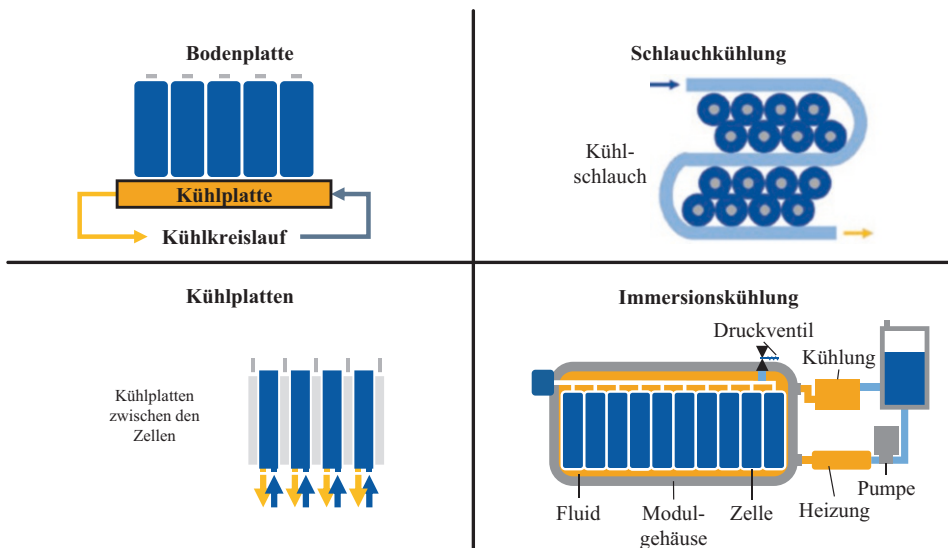 Bodenplatte
Kühlplatte
Kühlkreislauf
Schlauchkühlung
Kühl-
schlauch
Kühlplatten
Kühlplatten
zwischen den
Zellen
Immersionskühlung
Druckventil
Kühlung
Fluid
Modul-
gehäuse
Zelle
Heizung
Pumpe